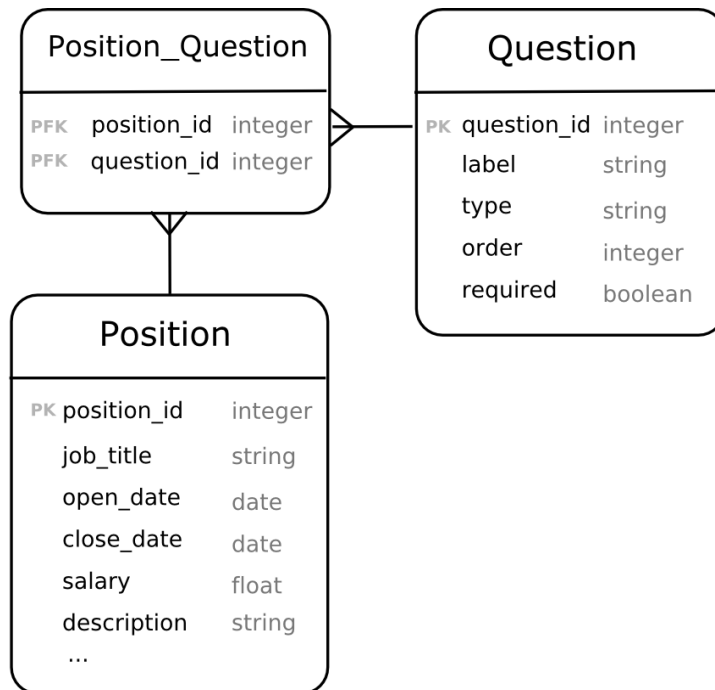 Position_Question
PFK position_id integer
PFK question_id integer
Question
PK question_id integer
label string
type string
order integer
required boolean
Position
PK position_id integer
job_title string
open_date date
close_date date
salary float
description string
...